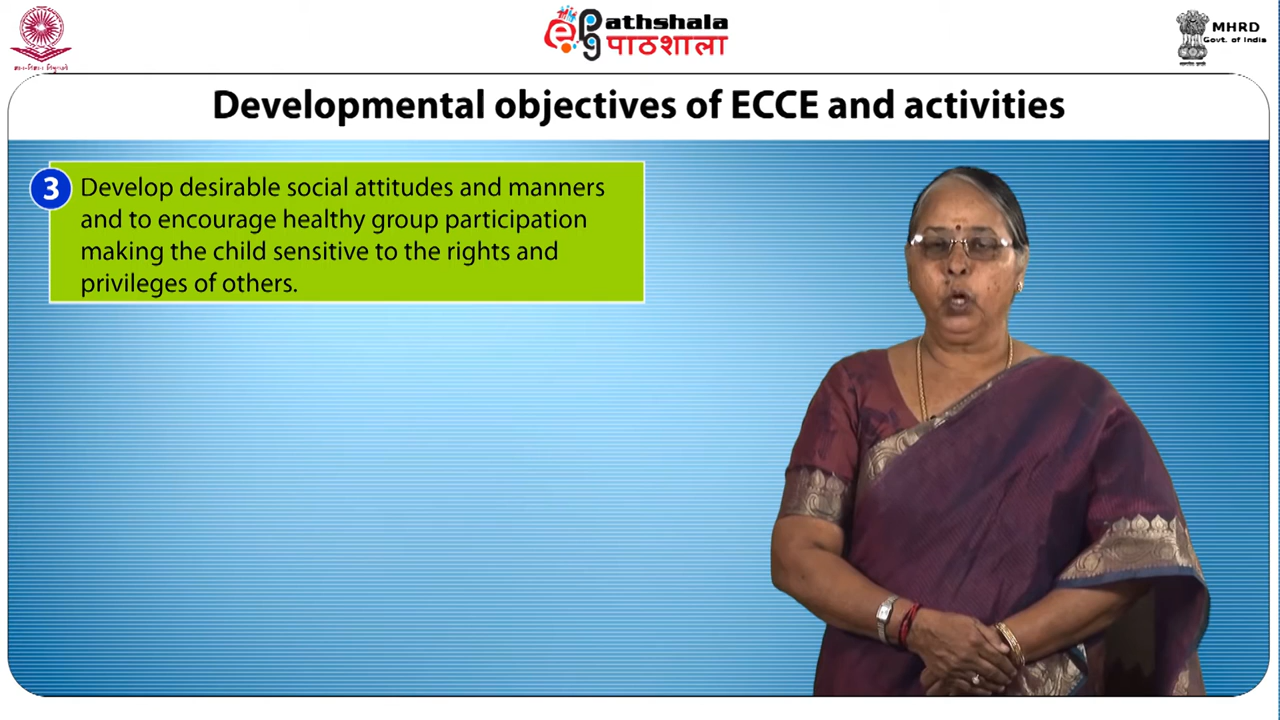 athshala
पाठशाला
MHRD
Govt. of India
Developmental objectives of ECCE and activities
3
Develop desirable social attitudes and manners
and to encourage healthy group participation
making the child sensitive to the rights and
privileges of others.